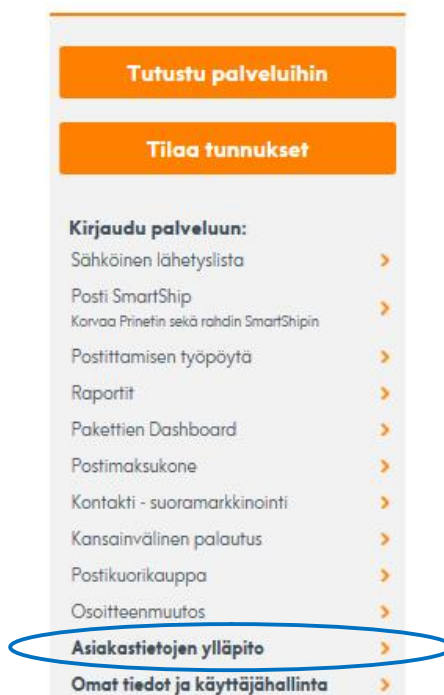 Tutustu palveluihin
Tilaa tunnukset
Kirjaudu palveluun:
Sähköinen lähetyslista
Posti SmartShip
Korvaa Prinetin sekä rahdin SmartShipin
Postittamisen työpöytä
Raportit
Pakettien Dashboard
Postimaksukone
Kontakti - suoramarkkinointi
Kansainvälinen palautus
Postikuorikauppa
Osoitteenmuutos
Asiakastietojen ylläpito
Omat tiedot ja käyttäjähallinta